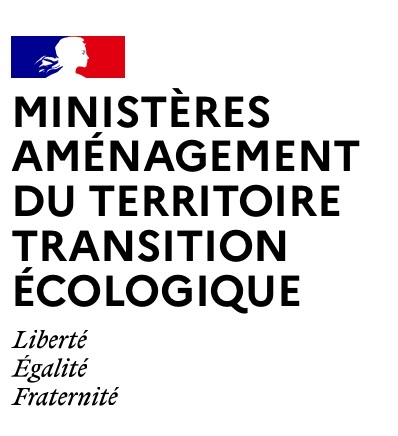 MINISTÈRES
AMÉNAGEMENT
DU TERRITOIRE
TRANSITION
ÉCOLOGIQUE
Liberté
Égalité
Fraternité